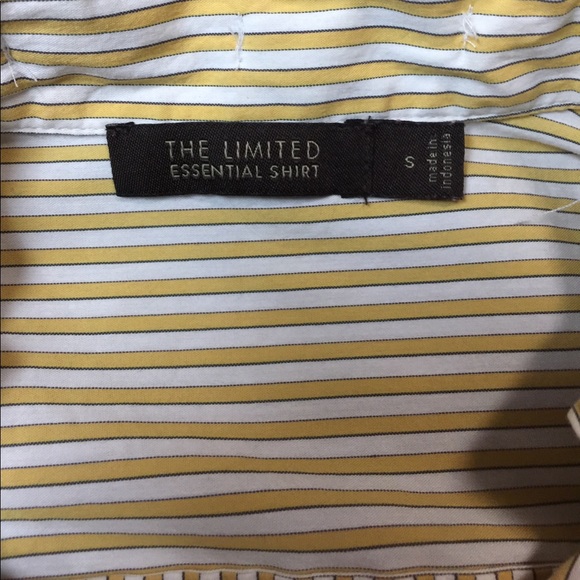 THE LIMITED
ESSENTIAL SHIRT
S
made in
indonesia